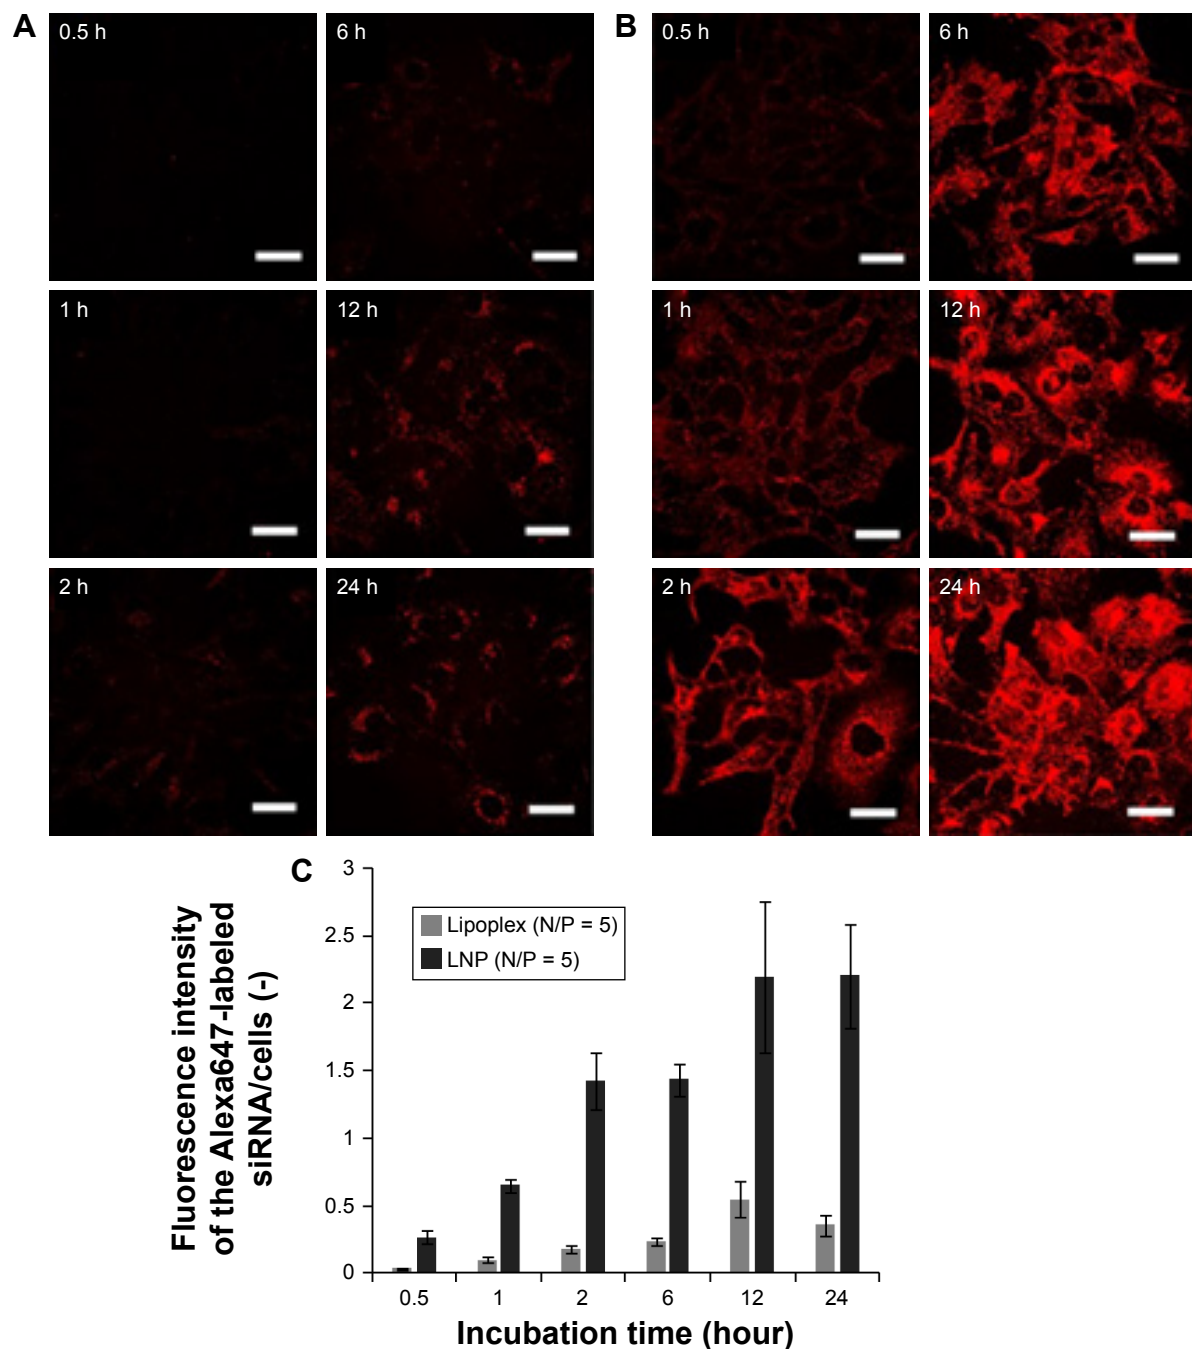 A
0.5 h
6 h
1 h
12 h
2 h
24 h
B
0.5 h
6 h
1 h
12 h
2 h
24 h
C
Fluorescence intensity
of the Alexa647-labeled
siRNA/cells (-)
3
2.5
2
1.5
1
0.5
0
Lipoplex (N/P = 5)
LNP (N/P = 5)
0.5 1 2 6 12 24
Incubation time (hour)